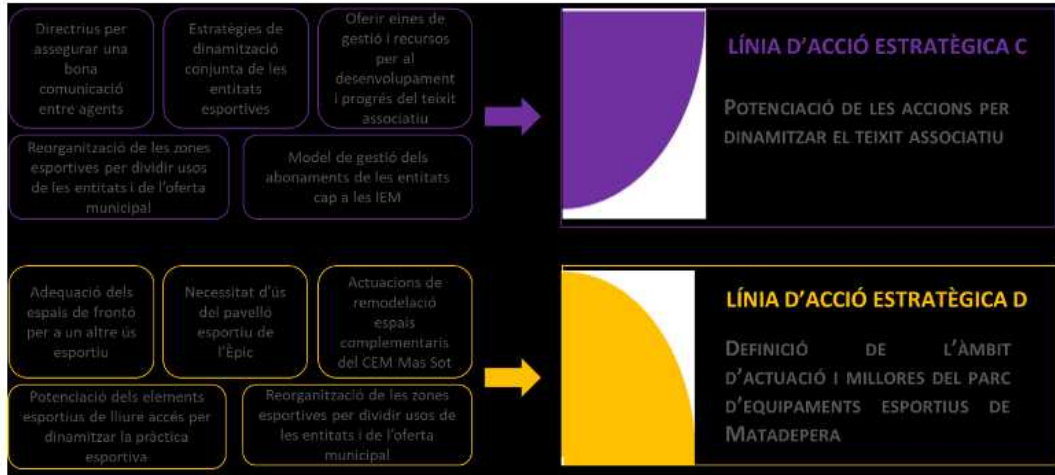 Directrius per
assegurar una
bona
comunicació
entre agents
Estratègies de
dinamització
conjunta de les
entitats
esportives
Oferir eines de
gestió i recursos
per al
desenvolupament
i progrés del teixit
associatiu
Reorganització de les zones
esportives per dividir usos
de les entitats i de l'oferta
municipal
Model de gestió dels
abonaments de les entitats
cap a les IEM
LÍNIA D'ACCIÓ ESTRATÈGICA C
POTENCIACIÓ DE LES ACCIONS PER
DINAMITZAR EL TEIXIT ASSOCIATIU
Adequació dels
espais de frontó
per a un altre ús
esportiu
Necessitat d'ús
del pavelló
esportiu de
l'Èpic
Actuacions de
remodelació
espais
complementaris
del CEM Mas Sot
Potenciació dels elements
esportius de lliure accés per
dinamitzar la pràctica
esportiva
Reorganització de les zones
esportives per dividir usos de
les entitats i de l'oferta
municipal
LÍNIA D'ACCIÓ ESTRATÈGICA D
DEFINICIÓ DE L'ÀMBIT
D'ACTUACIÓ I MILLORES DEL PARC
D'EQUIPAMENTS ESPORTIUS DE
MATADEPERA